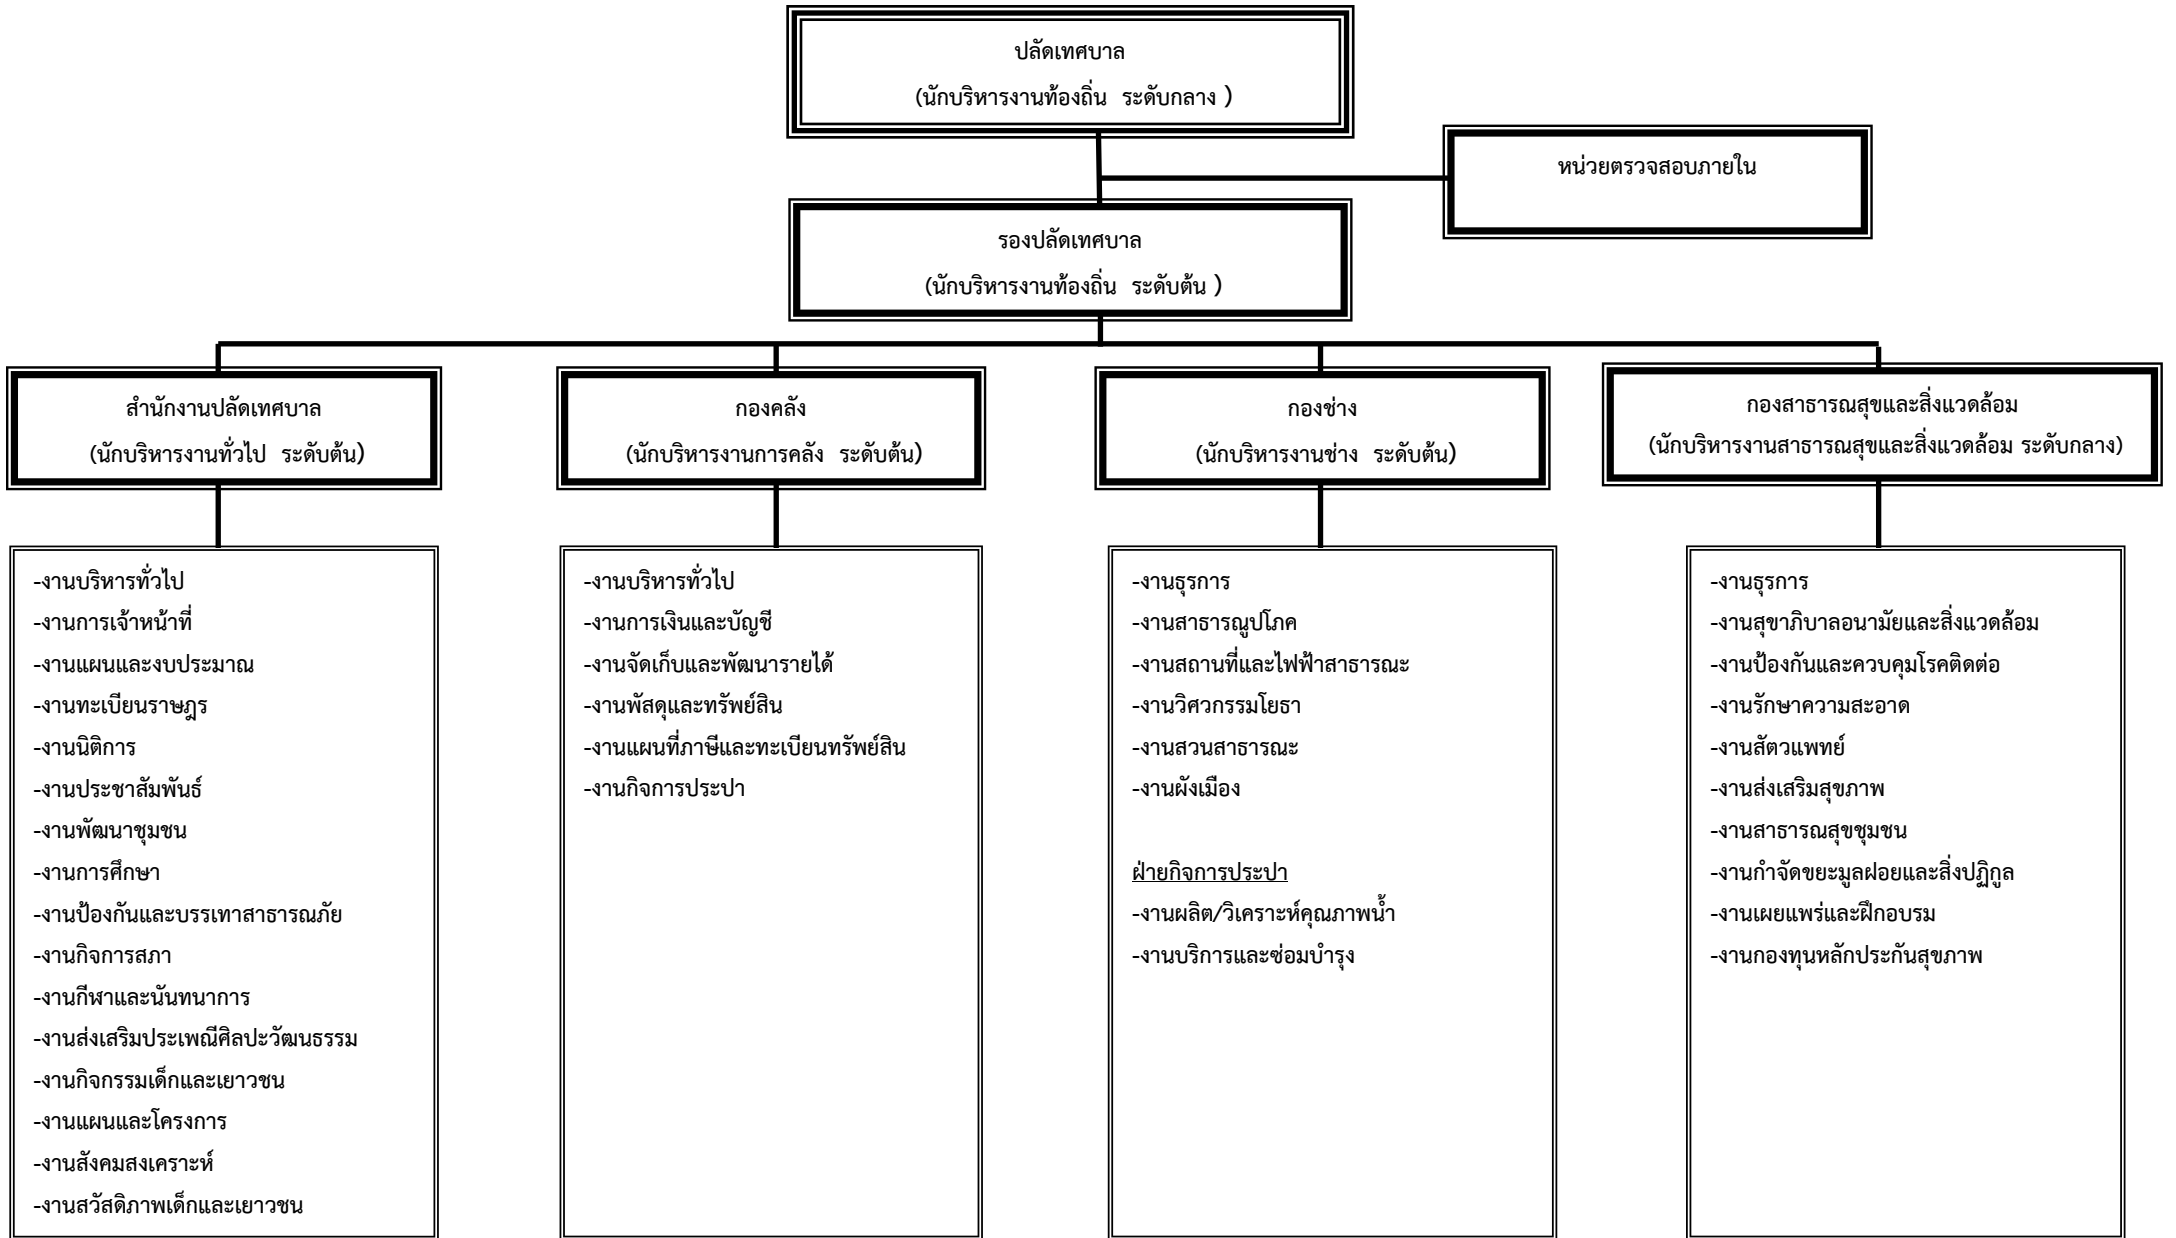 ปลัดเทศบาล
(นักบริหารงานท้องถิ่น ระดับกลาง )
หน่วยตรวจสอบภายใน
รองปลัดเทศบาล
(นักบริหารงานท้องถิ่น ระดับต้น )
สำนักงานปลัดเทศบาล
(นักบริหารงานทั่วไป ระดับต้น)
กองคลัง
(นักบริหารงานการคลัง ระดับต้น)
กองช่าง
(นักบริหารงานช่าง ระดับต้น)
กองสาธารณสุขและสิ่งแวดล้อม
(นักบริหารงานสาธารณสุขและสิ่งแวดล้อม ระดับกลาง)
-งานบริหารทั่วไป
-งานการเจ้าหน้าที่
-งานแผนและงบประมาณ
-งานทะเบียนราษฎร
-งานนิติการ
-งานประชาสัมพันธ์
-งานพัฒนาชุมชน
-งานการศึกษา
-งานป้องกันและบรรเทาสาธารณภัย
-งานกิจการสภา
-งานกีฬาและนันทนาการ
-งานส่งเสริมประเพณีศิลปะวัฒนธรรม
-งานกิจกรรมเด็กและเยาวชน
-งานแผนและโครงการ
-งานสังคมสงเคราะห์
-งานสวัสดิภาพเด็กและเยาวชน
-งานบริหารทั่วไป
-งานการเงินและบัญชี
-งานจัดเก็บและพัฒนารายได้
-งานพัสดุและทรัพย์สิน
-งานแผนที่ภาษีและทะเบียนทรัพย์สิน
-งานกิจการประปา
-งานธุรการ
-งานสาธารณูปโภค
-งานสถานที่และไฟฟ้าสาธารณะ
-งานวิศวกรรมโยธา
-งานสวนสาธารณะ
-งานผังเมือง
ฝ่ายกิจการประปา
-งานผลิต/วิเคราะห์คุณภาพน้ำ
-งานบริการและซ่อมบำรุง
-งานธุรการ
-งานสุขาภิบาลอนามัยและสิ่งแวดล้อม
-งานป้องกันและควบคุมโรคติดต่อ
-งานรักษาความสะอาด
-งานสัตวแพทย์
-งานส่งเสริมสุขภาพ
-งานสาธารณสุขชุมชน
-งานกำจัดขยะมูลฝอยและสิ่งปฏิกูล
-งานเผยแพร่และฝึกอบรม
-งานกองทุนหลักประกันสุขภาพ